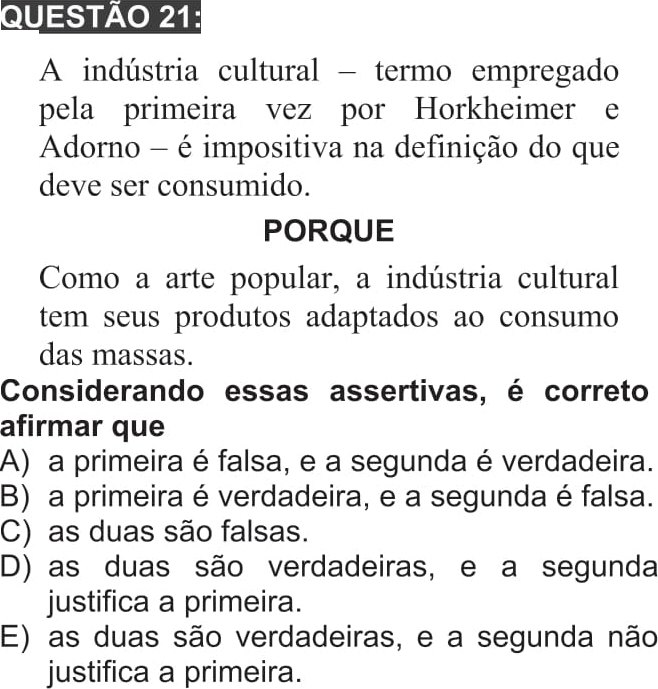 QUESTÃO 21:
A indústria cultural – termo empregado
pela primeira vez por Horkheimer e
Adorno – é impositiva na definição do que
deve ser consumido.
PORQUE
Como a arte popular, a indústria cultural
tem seus produtos adaptados ao consumo
das massas.
Considerando essas assertivas, é correto
afirmar que
A) a primeira é falsa, e a segunda é verdadeira.
B) a primeira é verdadeira, e a segunda é falsa.
C) as duas são falsas.
D) as duas são verdadeiras, e a segunda
justifica a primeira.
E) as duas são verdadeiras, e a segunda não
justifica a primeira.